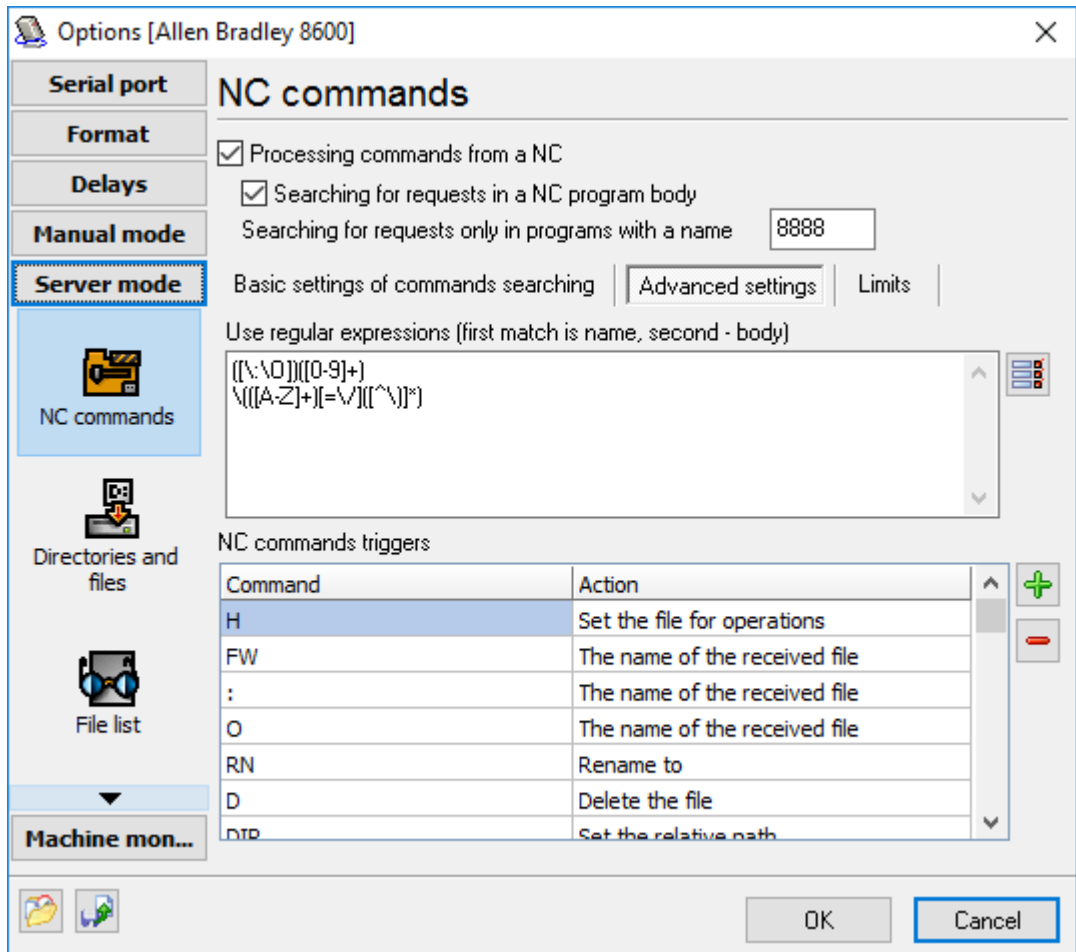 Options [Allen Bradley 8600]
Serial port
Format
Delays
Manual mode
Server mode
NC commands
Directories and
files
File list
Machine mon...
NC commands
Processing commands from a NC
Searching for requests in a NC program body
Searching for requests only in programs with a name 8888
Basic settings of commands searching Advanced settings Limits
Use regular expressions (first match is name, second - body)
([\:\O])([0-9]+)
\(([A-Z]+)[=\/]([^\)]*)
NC commands triggers
Command Action
H Set the file for operations
FW The name of the received file
: The name of the received file
O The name of the received file
RN Rename to
D Delete the file
DIR Set the relative path
OK Cancel